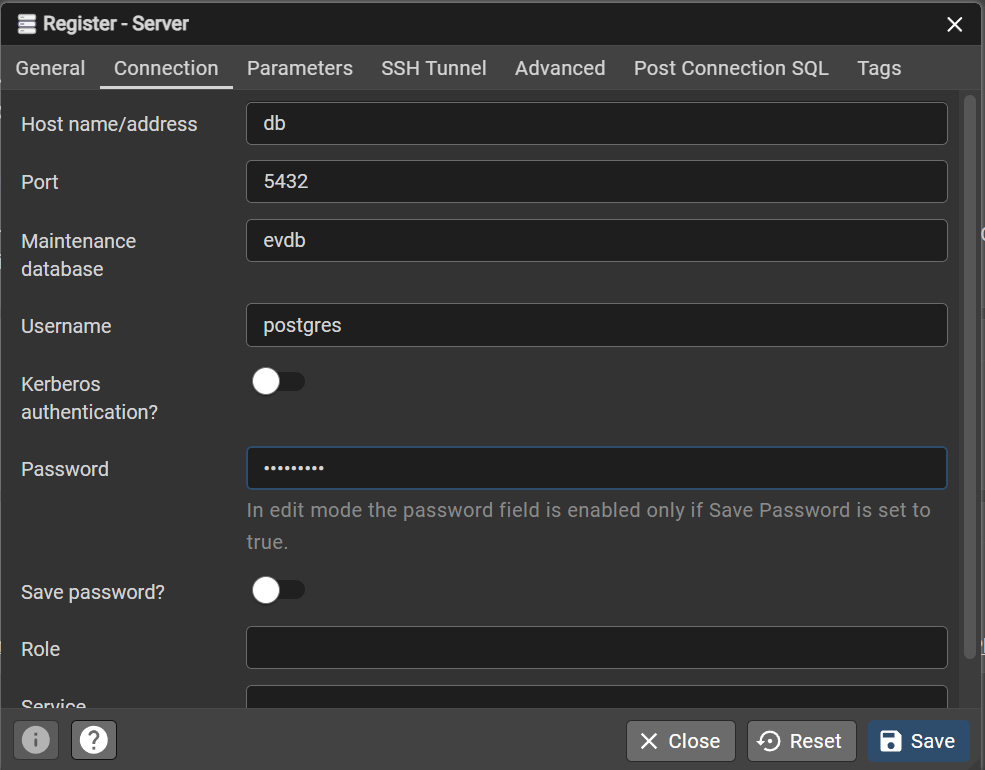 Register - Server
General Connection Parameters SSH Tunnel Advanced Post Connection SQL Tags
Host name/address db
Port 5432
Maintenance database evdb
Username postgres
Kerberos authentication?
Password •••••••••
In edit mode the password field is enabled only if Save Password is set to
true.
Save password?
Role
Service
Close Reset Save